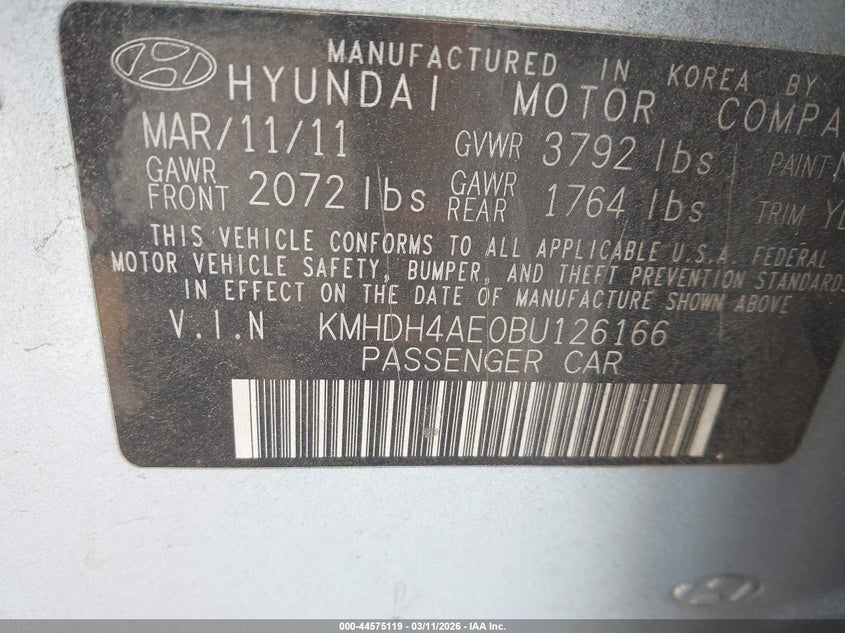 MANUFACTURED IN KOREA BY
HYUNDAI MOTOR
MAR/11/11 GVWR 3792 lbs PAINT:
GAWR FRONT 2072 lbs GAWR REAR 1764 lbs TRIM
THIS VEHICLE CONFORMS TO ALL APPLICABLE U.S.A. FEDERAL
MOTOR VEHICLE SAFETY, BUMPER, AND THEFT PREVENTION STANDARDS
IN EFFECT ON THE DATE OF MANUFACTURE SHOWN ABOVE
V.I.N KMHDH4AE0BU126166
PASSENGER CAR
000-44575119 - 03/11/2026 - IAA Inc.